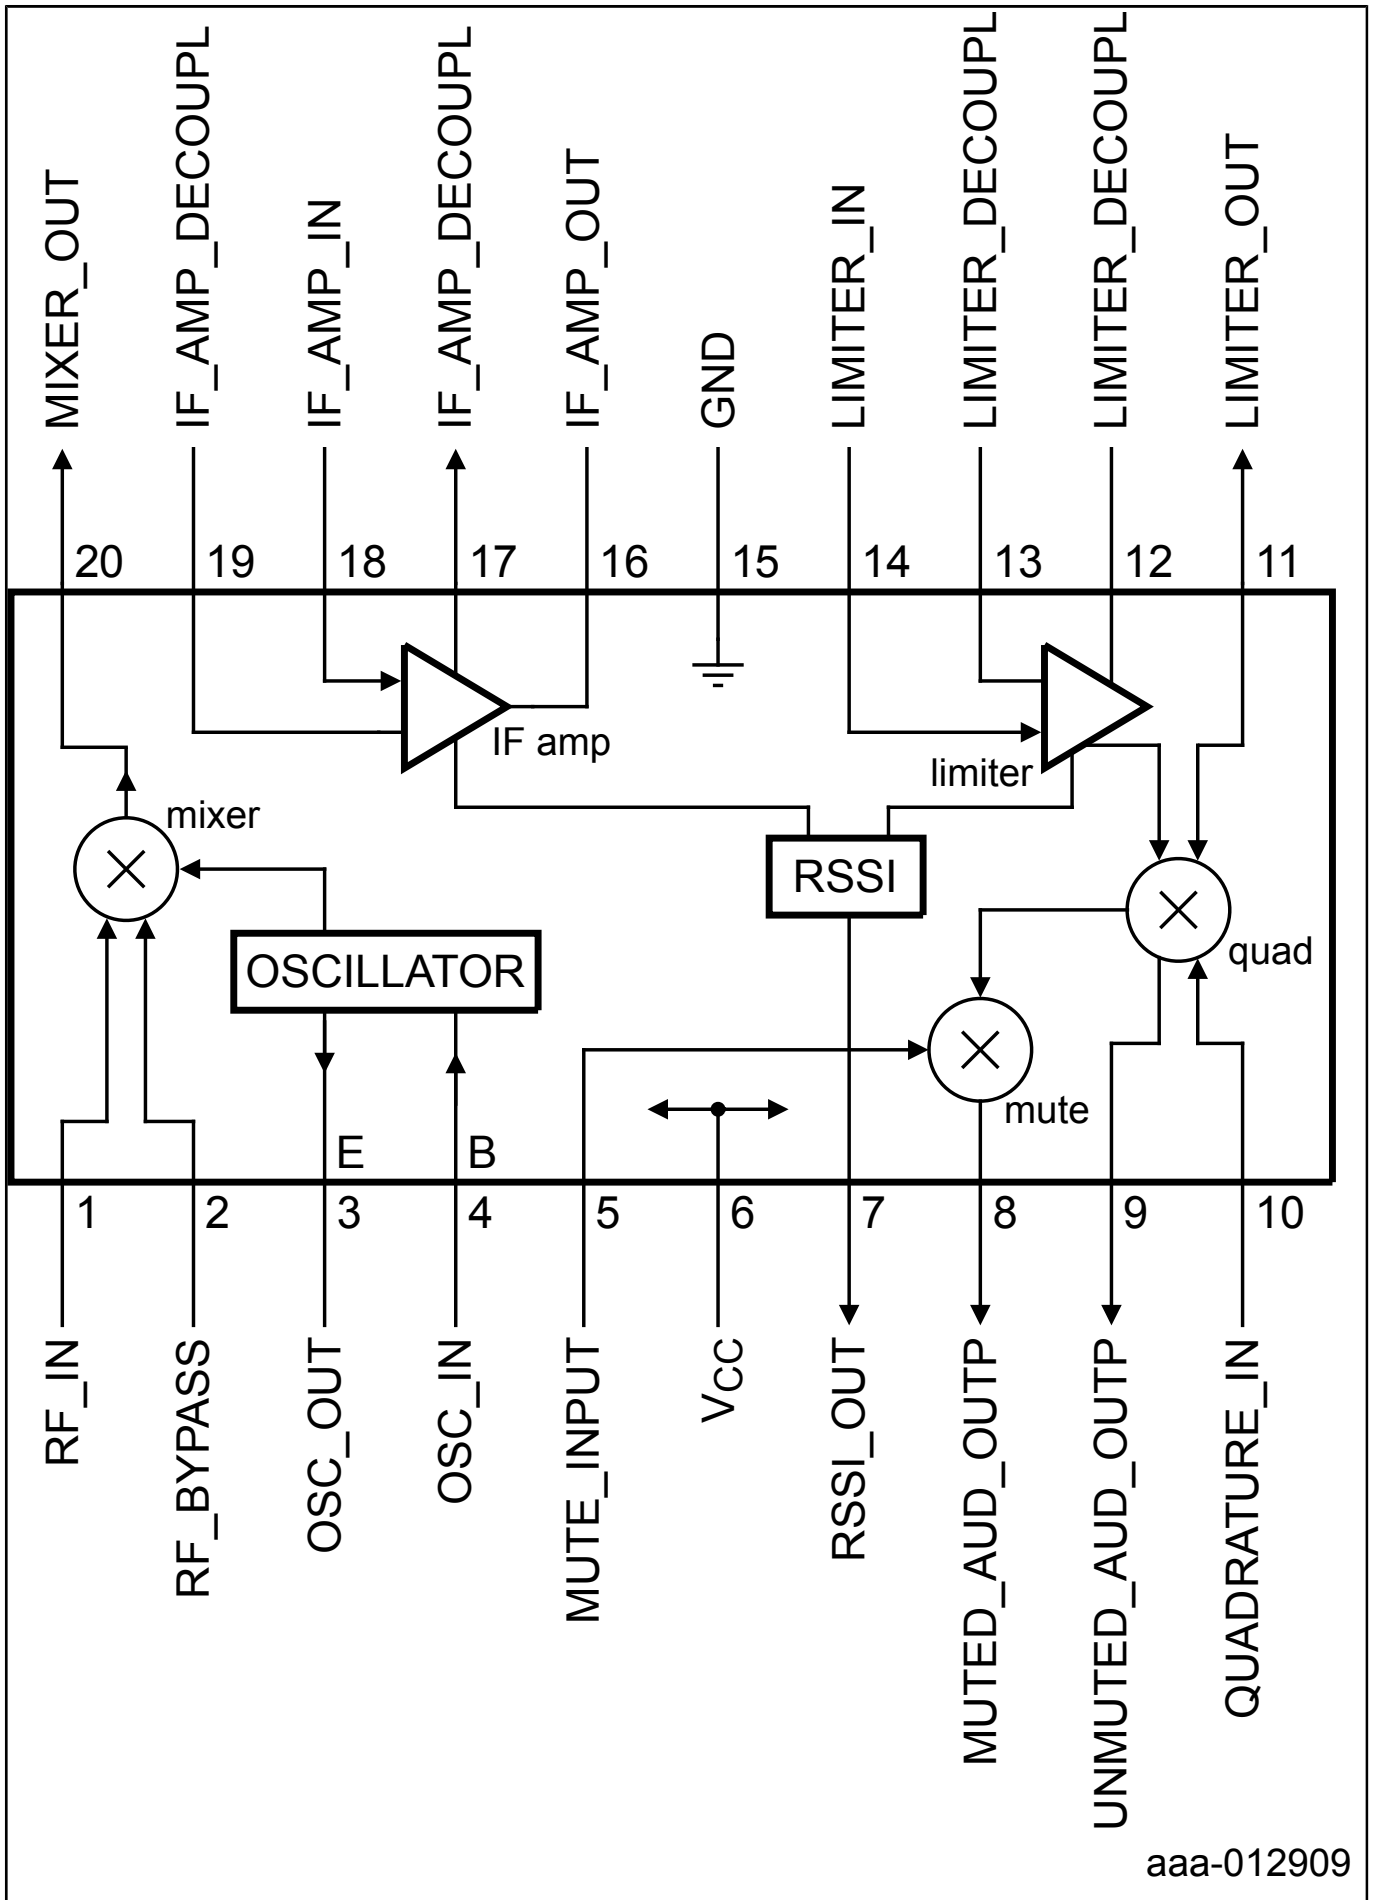 MIXER_OUT
IF_AMP_DECOUPL
IF_AMP_IN
IF_AMP_DECOUPL
IF_AMP_OUT
GND
LIMITER_IN
LIMITER_DECOUPL
LIMITER_DECOUPL
LIMITER_OUT
20 19 18 17 16 15 14 13 12 11
IF amp
limiter
mixer
RSSI
quad
OSCILLATOR
mute
E B
1 2 3 4 5 6 7 8 9 10
RF_IN
RF_BYPASS
OSC_OUT
OSC_IN
MUTE_INPUT
VCC
RSSI_OUT
MUTED_AUD_OUTP
UNMUTED_AUD_OUTP
QUADRATURE_IN
aaa-012909